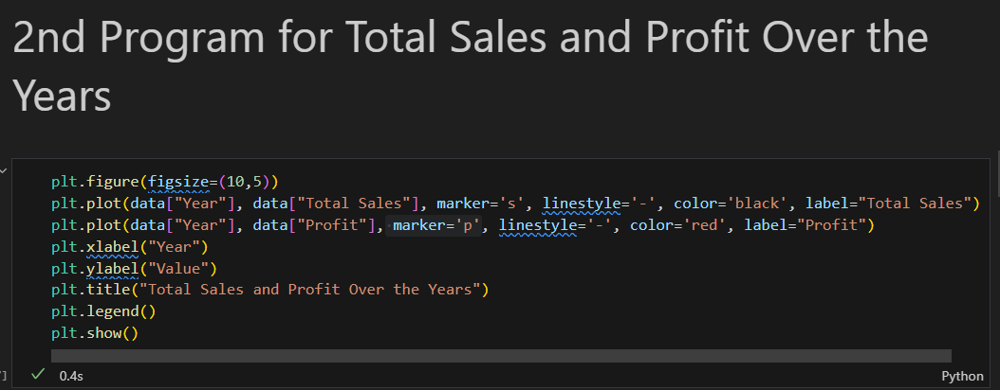 2nd Program for Total Sales and Profit Over the
Years
plt.figure(figsize=(10,5))
plt.plot(data["Year"], data["Total Sales"], marker='s', linestyle='-', color='black', label="Total Sales")
plt.plot(data["Year"], data["Profit"], marker='p', linestyle='-', color='red', label="Profit")
plt.xlabel("Year")
plt.ylabel("Value")
plt.title("Total Sales and Profit Over the Years")
plt.legend()
plt.show()
]
0.4s
Python